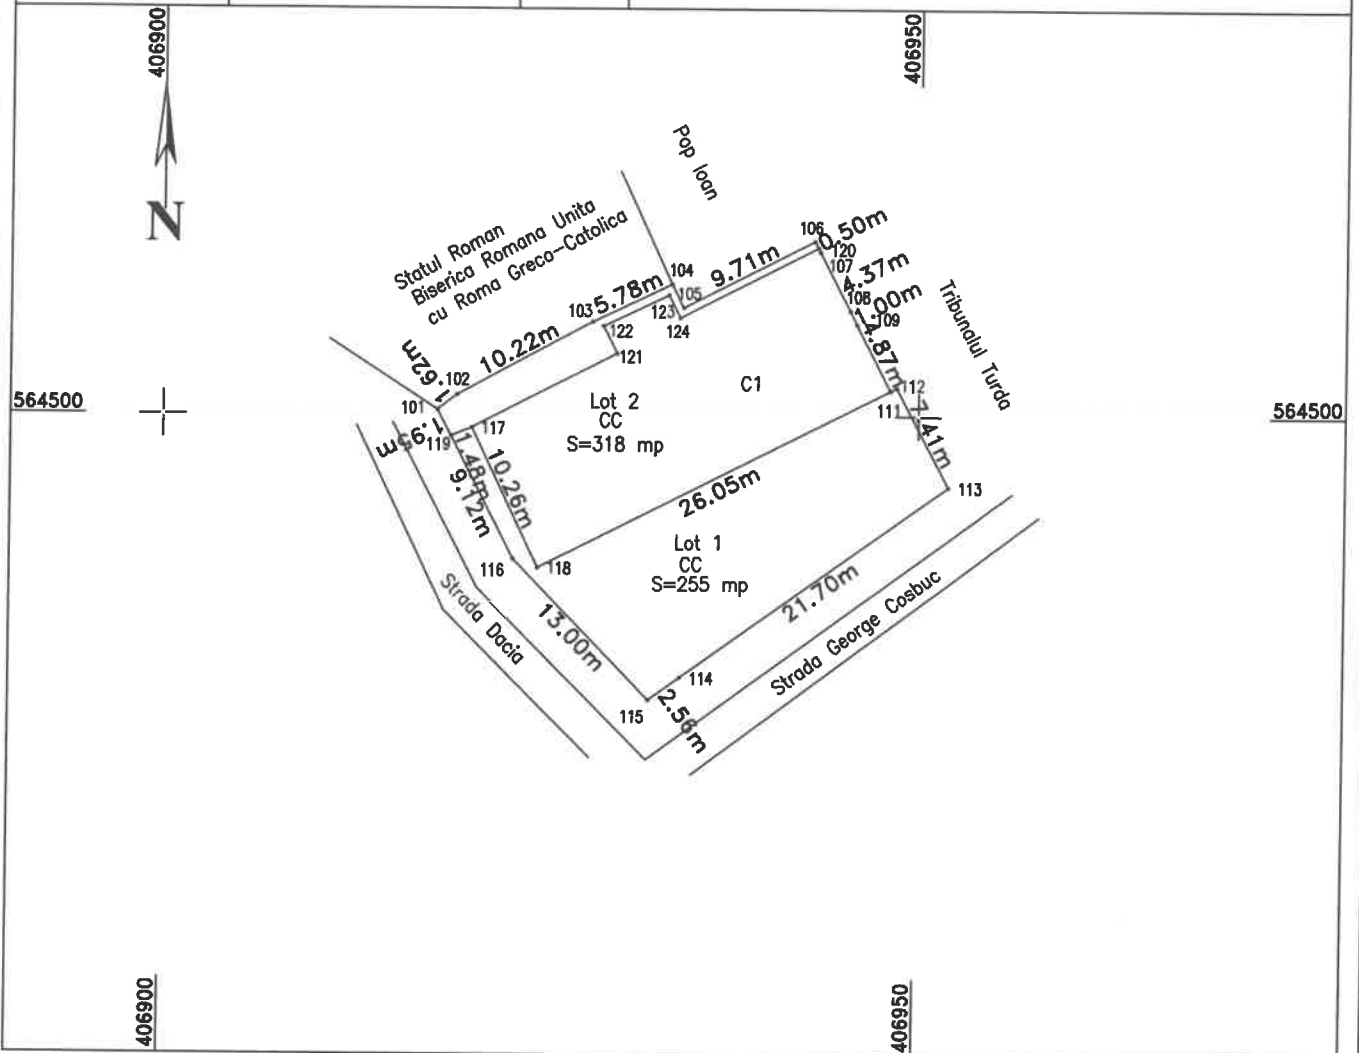 406900
406950
N
Pop Ioan
Statul Roman
Biserica Romana Unita
cu Roma Greco-Catolica
106
0.50m
120
107
4.37m
108
1.00m
109
4.87m
Tribunalul Turda
104
9.71m
105
5.78m
103
123
124
122
121
10.22m
1.62m
102
101
564500
564500
C1
112
111
7.41m
Lot 2
CC
S=318 mp
117
1.95m
119
1.48m
9.12m
10.26m
26.05m
113
Lot 1
CC
S=255 mp
118
116
21.70m
Strada George Cosbuc
Strada Dacia
13.00m
114
115
2.56m
406900
406950